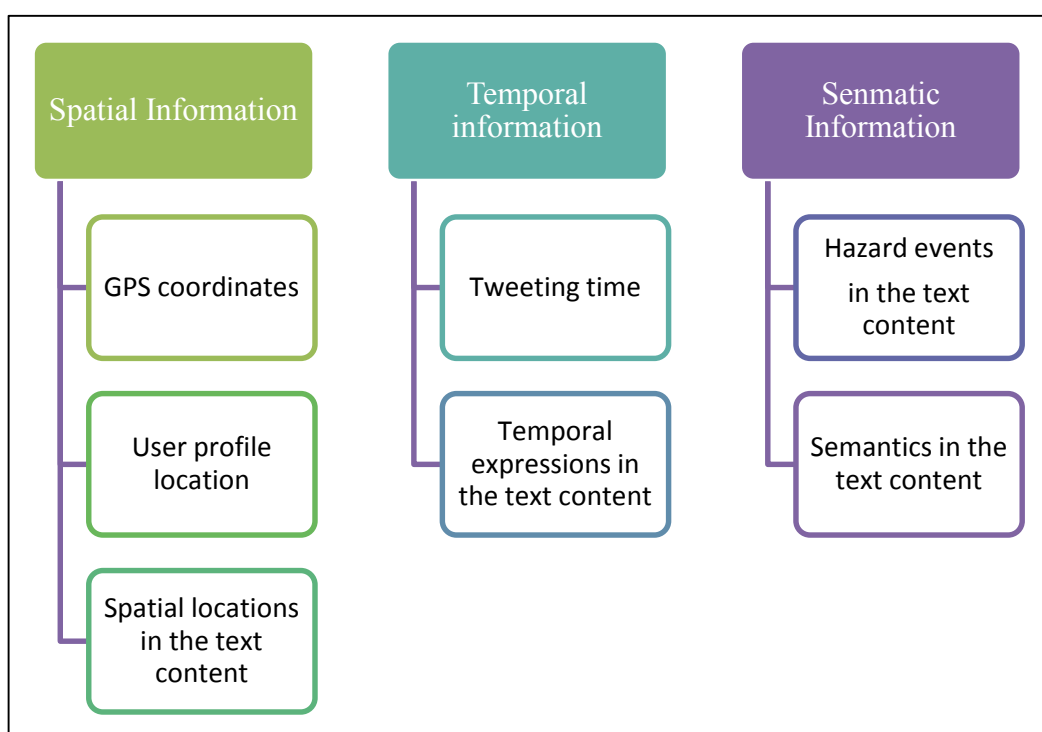 Spatial Information
GPS coordinates
User profile
location
Spatial locations
in the text
content
Temporal
information
Tweeting time
Temporal
expressions in
the text content
Senmatic
Information
Hazard events
in the text
content
Semantics in the
text content